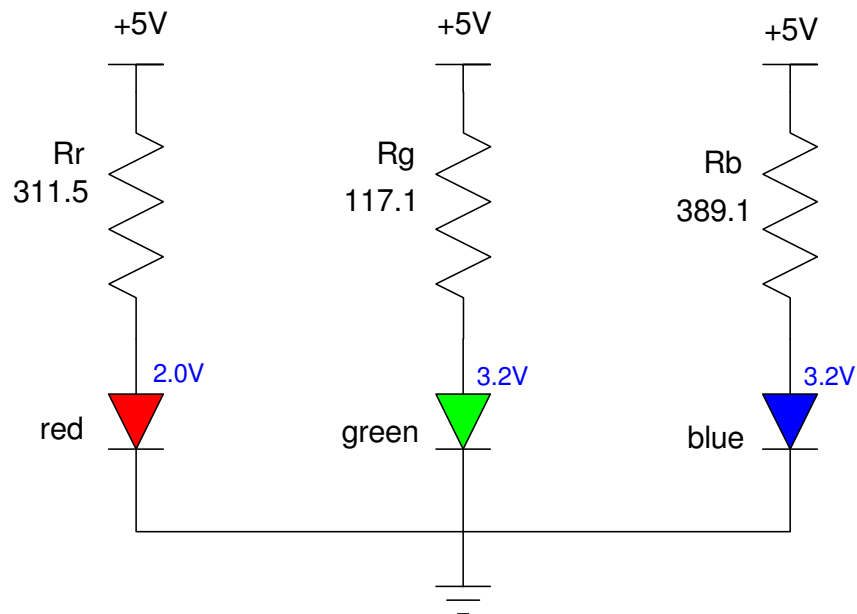 +5V
+5V
+5V
Rr
311.5
Rg
117.1
Rb
389.1
2.0V
3.2V
3.2V
red
green
blue